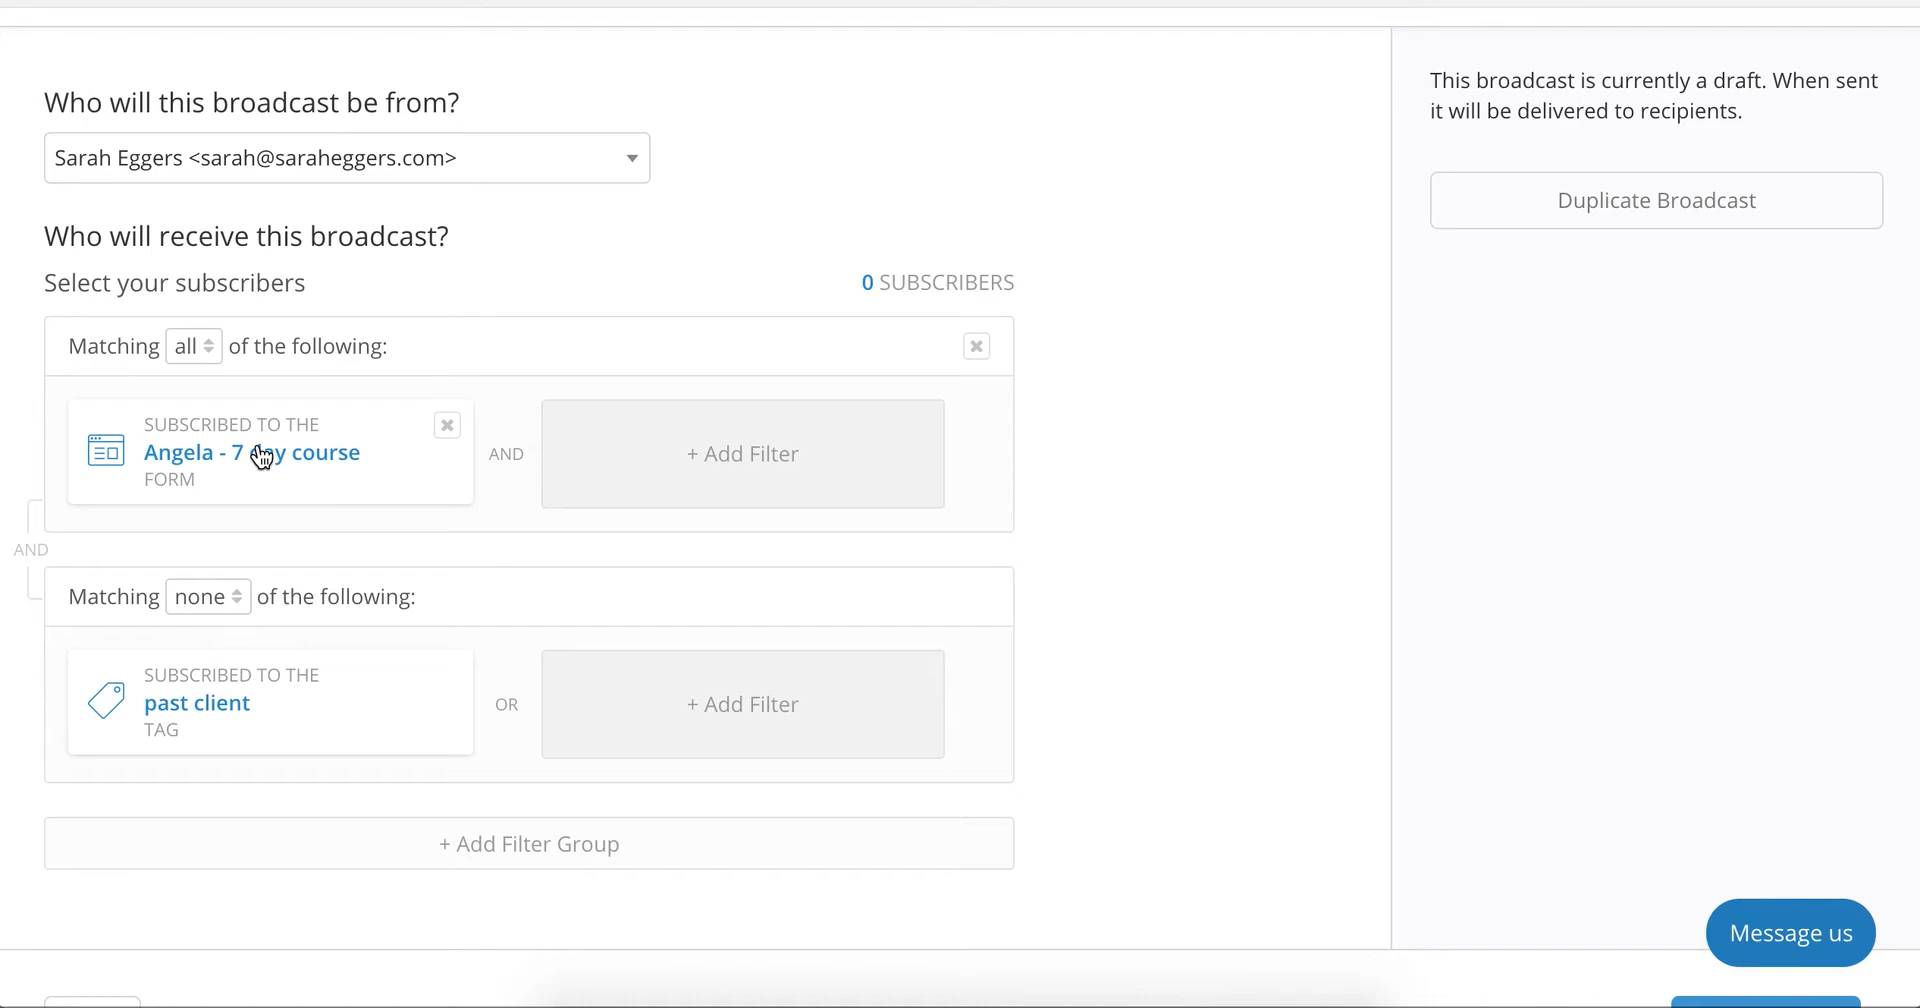 Who will this broadcast be from?
Sarah Eggers <sarah@saraheggers.com>
Who will receive this broadcast?
Select your subscribers
0 SUBSCRIBERS
Matching all of the following:
SUBSCRIBED TO THE
Angela - 7 day course
FORM
AND
+ Add Filter
AND
Matching none of the following:
SUBSCRIBED TO THE
past client
TAG
OR
+ Add Filter
+ Add Filter Group
This broadcast is currently a draft. When sent
it will be delivered to recipients.
Duplicate Broadcast
Message us